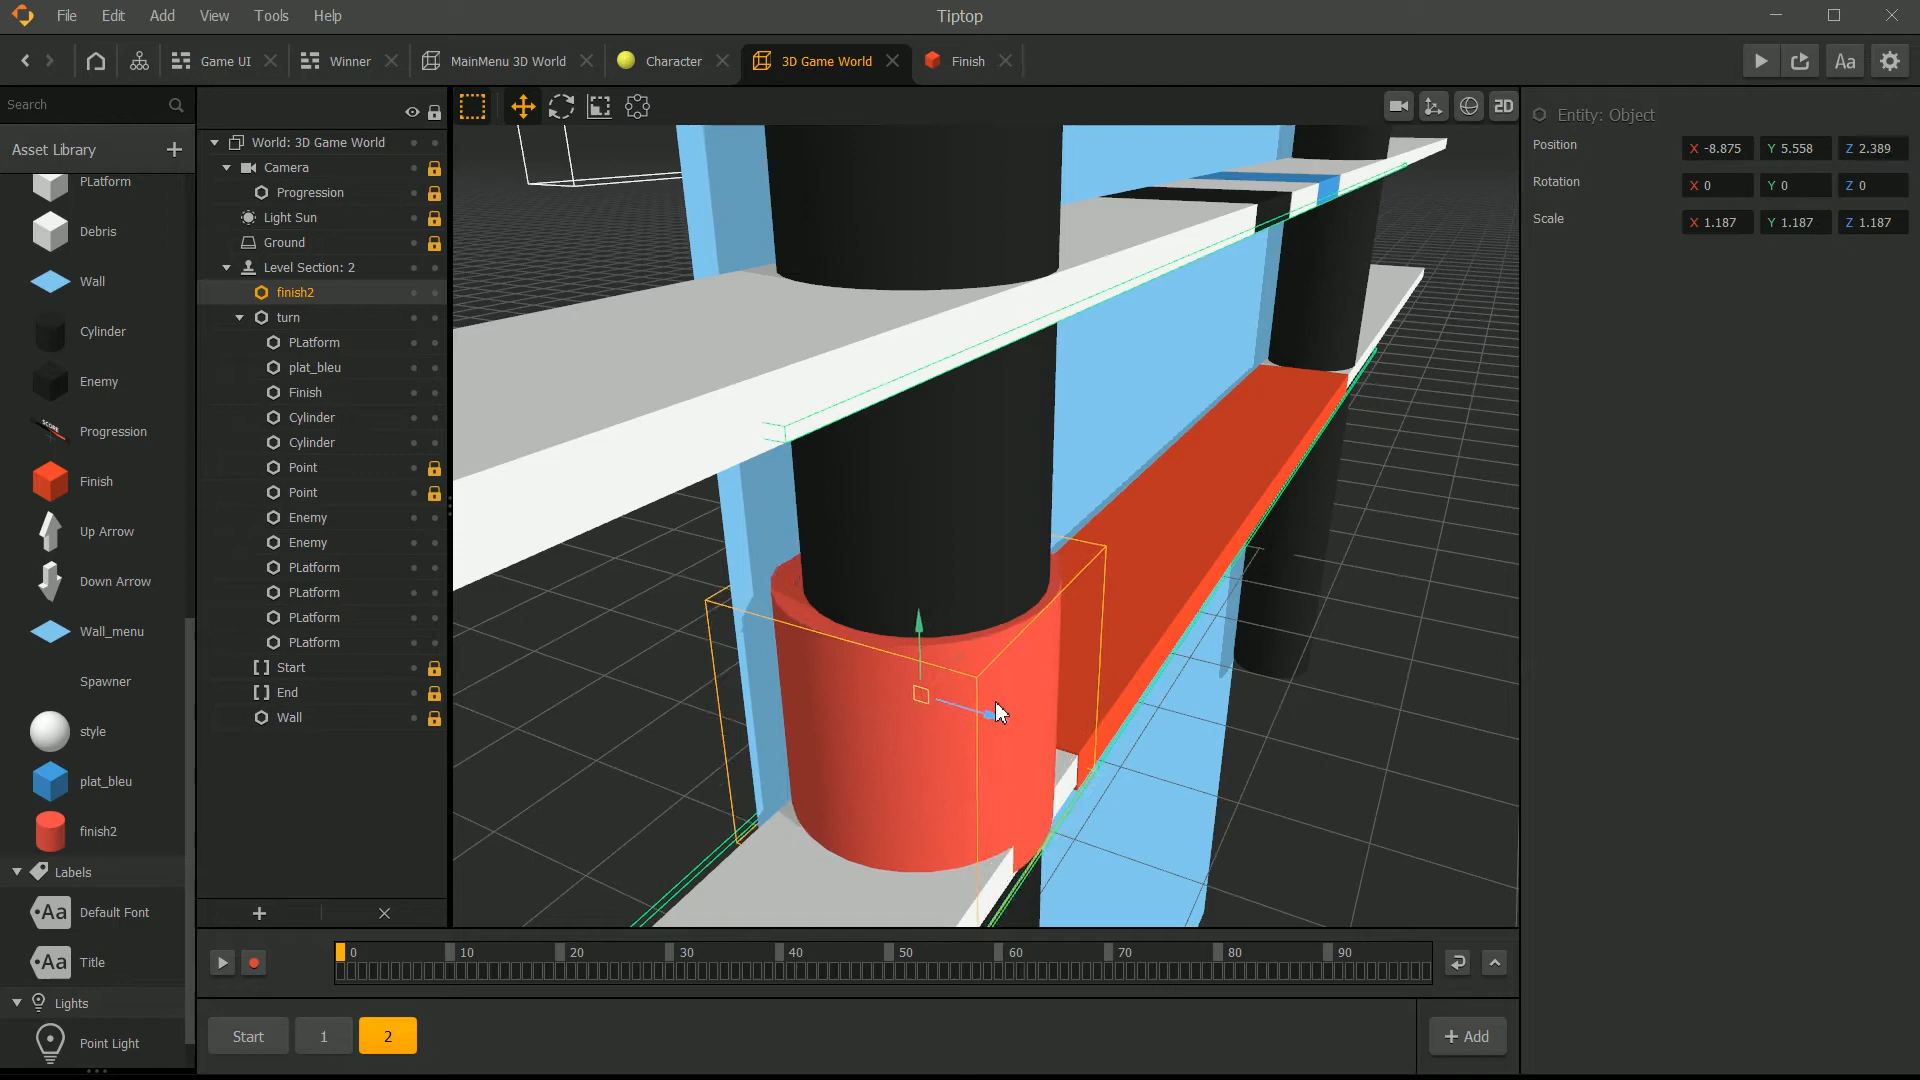 File Edit Add View Tools Help
Tiptop
Game UI
Winner
MainMenu 3D World
Character
3D Game World
Finish
Aa
Search
Asset Library
PLatform
Debris
Wall
Cylinder
Enemy
Progression
Finish
Up Arrow
Down Arrow
Wall_menu
Spawner
style
plat_bleu
finish2
Labels
Aa Default Font
Aa Title
Lights
Point Light
World: 3D Game World
Camera
Progression
Light Sun
Ground
Level Section: 2
finish2
turn
PLatform
plat_bleu
Finish
Cylinder
Cylinder
Point
Point
Enemy
Enemy
PLatform
PLatform
PLatform
PLatform
Start
End
Wall
2D
Entity: Object
Position X -8.875 Y 5.558 Z 2.389
Rotation X 0 Y 0 Z 0
Scale X 1.187 Y 1.187 Z 1.187
0 10 20 30 40 50 60 70 80 90
Start 1 2
+ Add